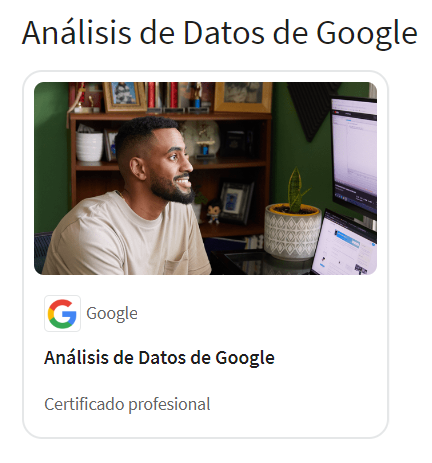 Análisis de Datos de Google
Google
Análisis de Datos de Google
Certificado profesional